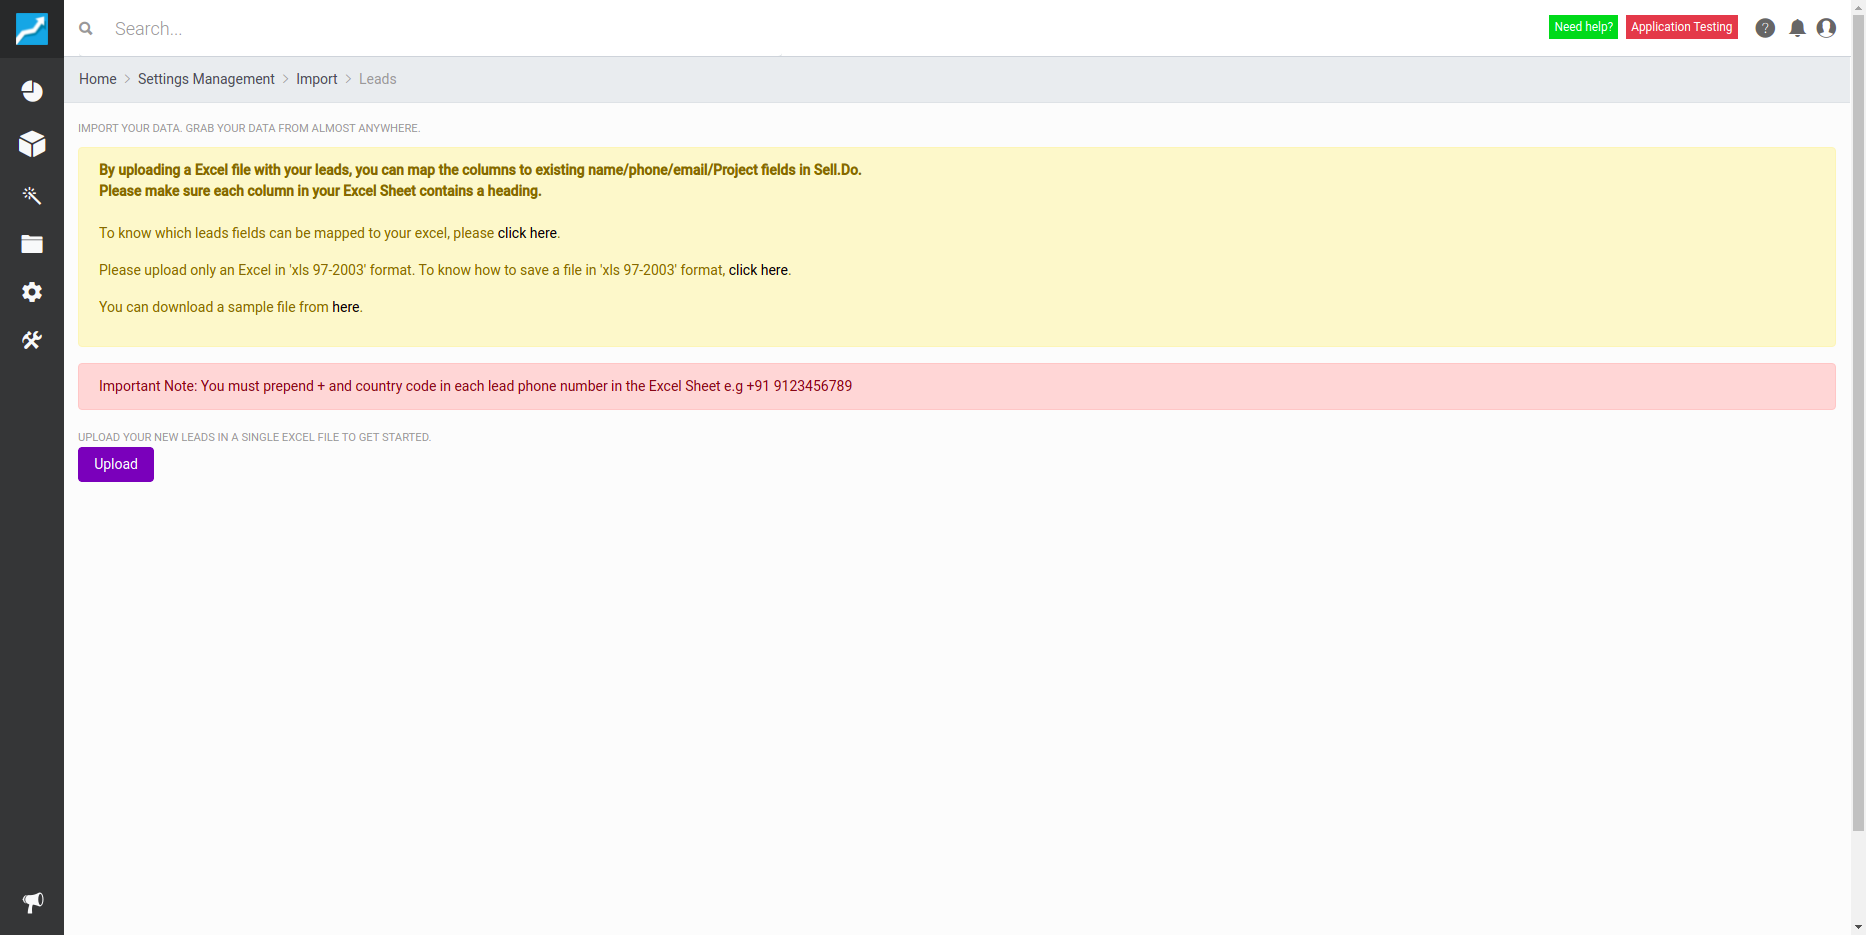 Search...
Need help?
Application Testing
Home > Settings Management > Import > Leads
IMPORT YOUR DATA. GRAB YOUR DATA FROM ALMOST ANYWHERE.
By uploading a Excel file with your leads, you can map the columns to existing name/phone/email/Project fields in Sell.Do.
Please make sure each column in your Excel Sheet contains a heading.
To know which leads fields can be mapped to your excel, please click here.
Please upload only an Excel in 'xls 97-2003' format. To know how to save a file in 'xls 97-2003' format, click here.
You can download a sample file from here.
Important Note: You must prepend + and country code in each lead phone number in the Excel Sheet e.g +91 9123456789
UPLOAD YOUR NEW LEADS IN A SINGLE EXCEL FILE TO GET STARTED.
Upload